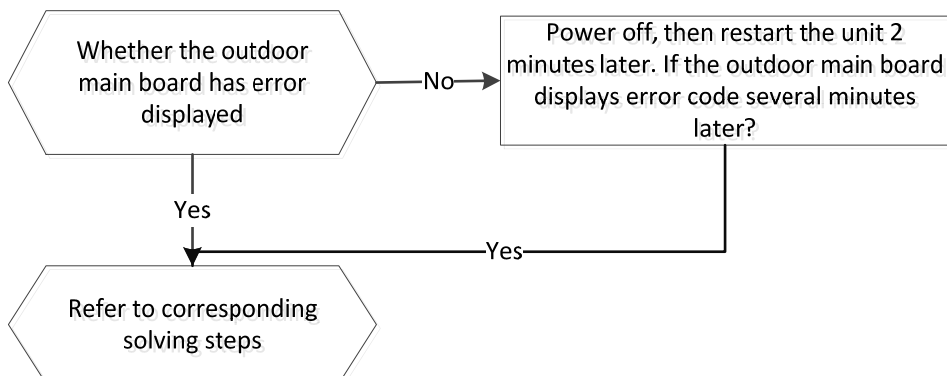 Whether the outdoor
main board has error
displayed
No
Power off, then restart the unit 2
minutes later. If the outdoor main board
displays error code several minutes
later?
Yes
Yes
Refer to corresponding
solving steps